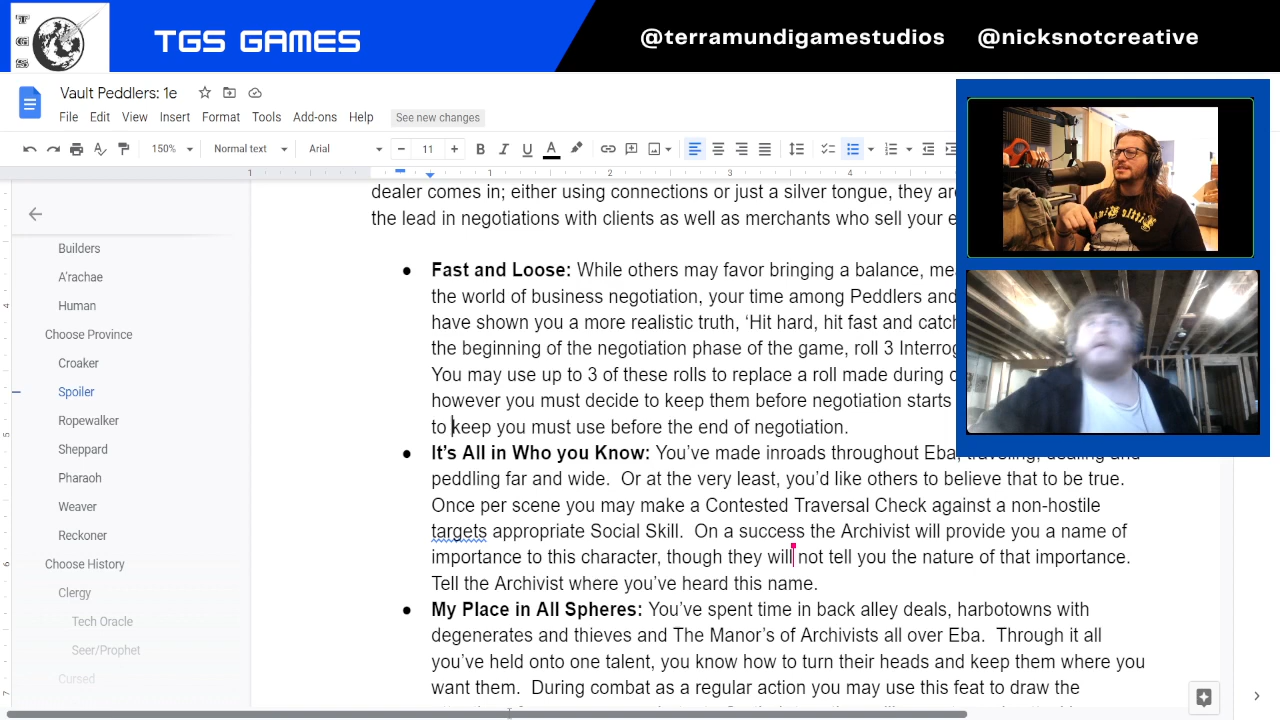 T
G
S
TGS GAMES
@terramundigamestudios
@nicksnotcreative
Vault Peddlers: 1e
File Edit View Insert Format Tools Add-ons Help See new changes
150% Normal text Arial 11 B I U A
1 1 2 3 4
dealer comes in; either using connections or just a silver tongue, they are
the lead in negotiations with clients as well as merchants who sell your
Builders
A'rachae
Human
Choose Province
Croaker
Spoiler
Ropewalker
Sheppard
Pharaoh
Weaver
Reckoner
Choose History
Clergy
Tech Oracle
Seer/Prophet
Cursed
4
5
6
7
● Fast and Loose: While others may favor bringing a balance,
the world of business negotiation, your time among Peddlers and
have shown you a more realistic truth, ‘Hit hard, hit fast and
the beginning of the negotiation phase of the game, roll 3
You may use up to 3 of these rolls to replace a roll made during
however you must decide to keep them before negotiation starts
to keep you must use before the end of negotiation.
● It’s All in Who you Know: You’ve made inroads throughout Eba, traveling, dealing and
peddling far and wide. Or at the very least, you’d like others to believe that to be true.
Once per scene you may make a Contested Traversal Check against a non-hostile
targets appropriate Social Skill. On a success the Archivist will provide you a name of
importance to this character, though they will not tell you the nature of that importance.
Tell the Archivist where you’ve heard this name.
● My Place in All Spheres: You’ve spent time in back alley deals, harbotowns with
degenerates and thieves and The Manor’s of Archivists all over Eba. Through it all
you’ve held onto one talent, you know how to turn their heads and keep them where you
want them. During combat as a regular action you may use this feat to draw the